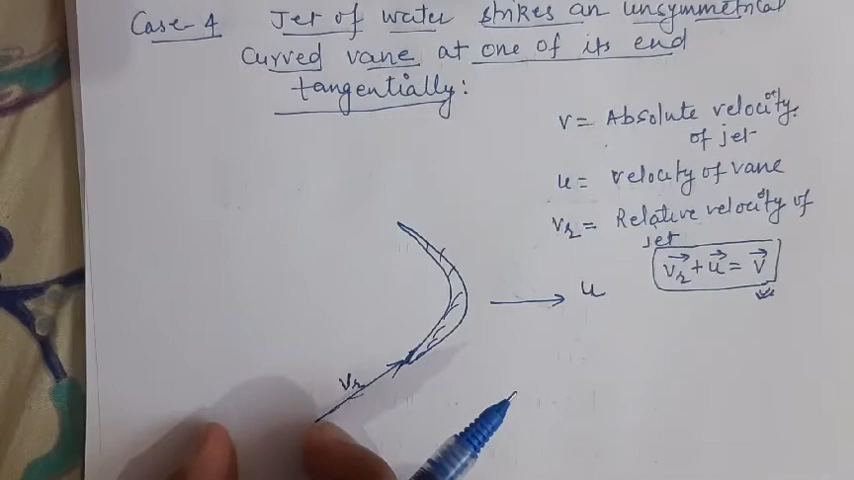 Case-4 Jet of water strikes an unsymmetrical
curved vane at one of its end
tangentially:
V = Absolute velocity
of jet
u = velocity of vane
Vr = Relative velocity of
jet
Vr + u = V
u
Vr